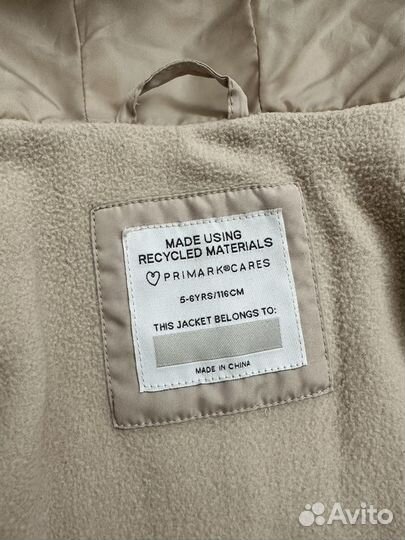 MADE USING
RECYCLED MATERIALS
♡ PRIMARK®CARES
5-6YRS/116CM
THIS JACKET BELONGS TO:
MADE IN CHINA
Avito